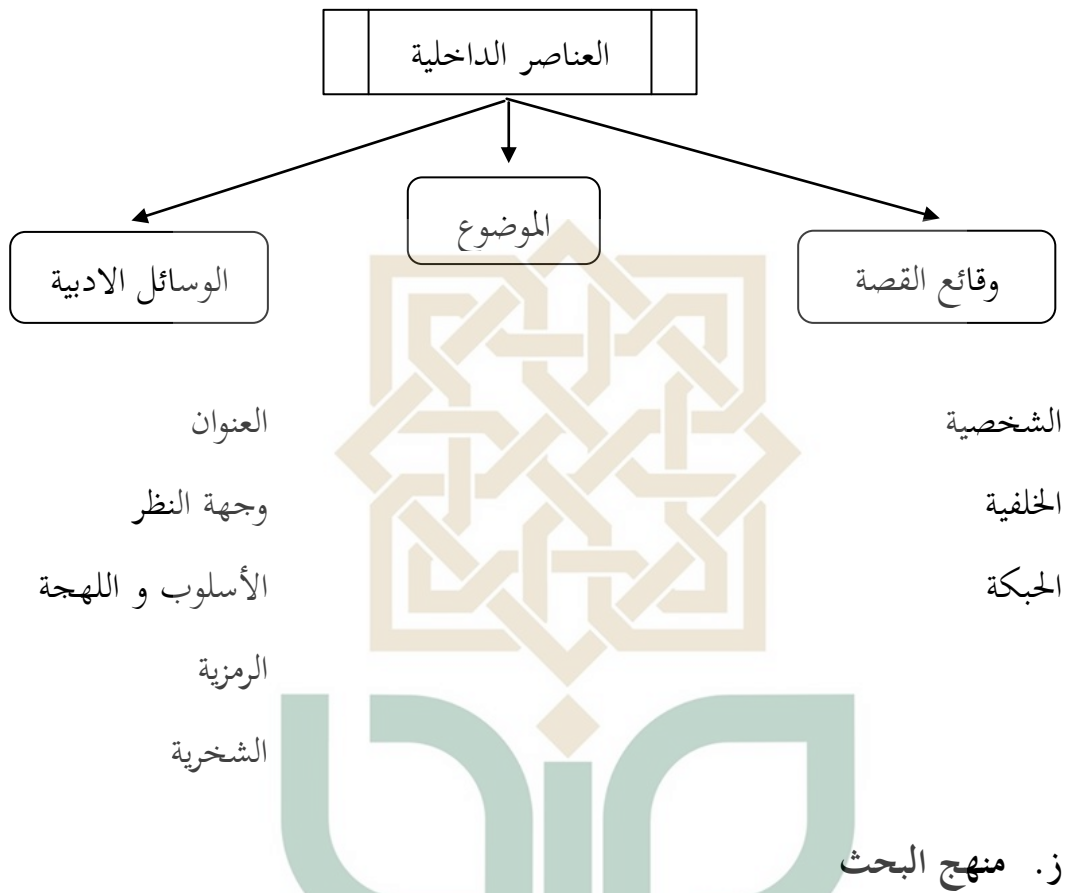 العناصر الداخلية
الموضوع
وقائع القصة
الوسائل الادبية
الشخصية
الخلفية
الحبكة
العنوان
وجهة النظر
الأسلوب و اللهجة
الرمزية
الشخرية
ز. منهج البحث